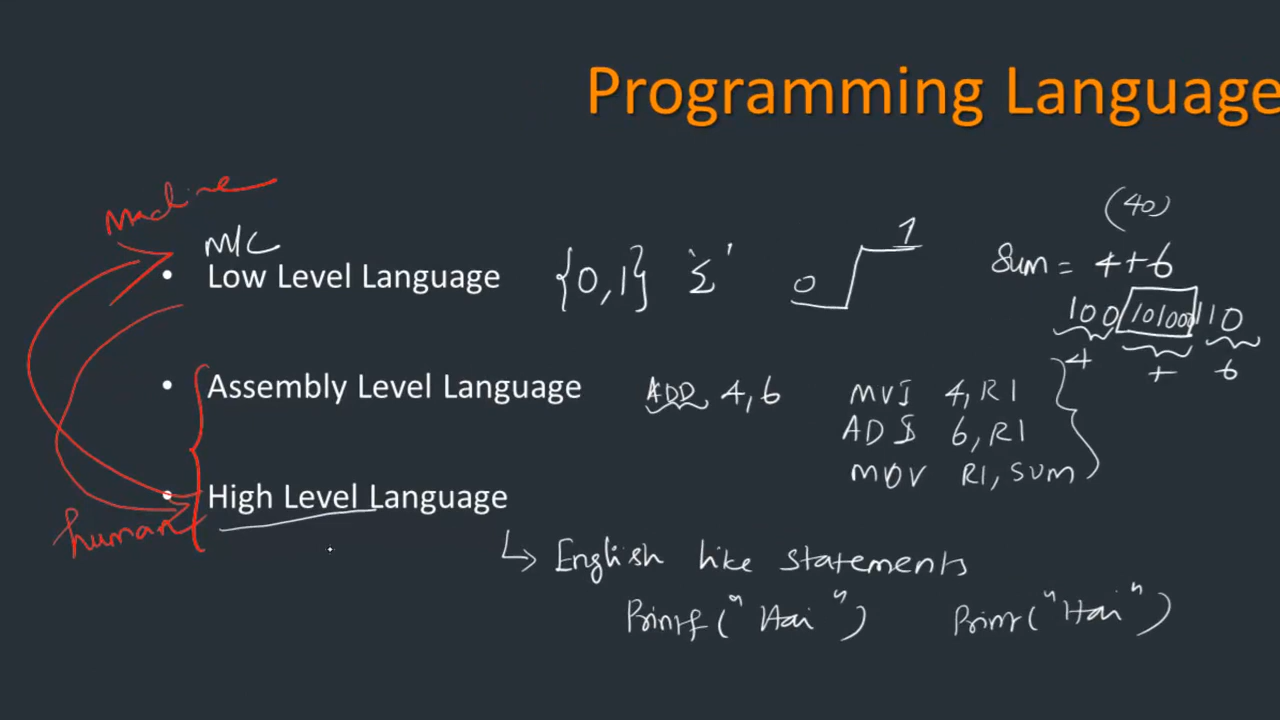 Programming Language
Machine
M/C
• Low Level Language {0,1} Σ' 0 1
(40)
Sum = 4+6
100 101000 110
4 + 6
• Assembly Level Language ADD 4,6
MVI 4,R1
ADI 6,R1
MOV R1,SUM
• High Level Language
human
↳ English like statements
Printf("Hai") Print("Hai")